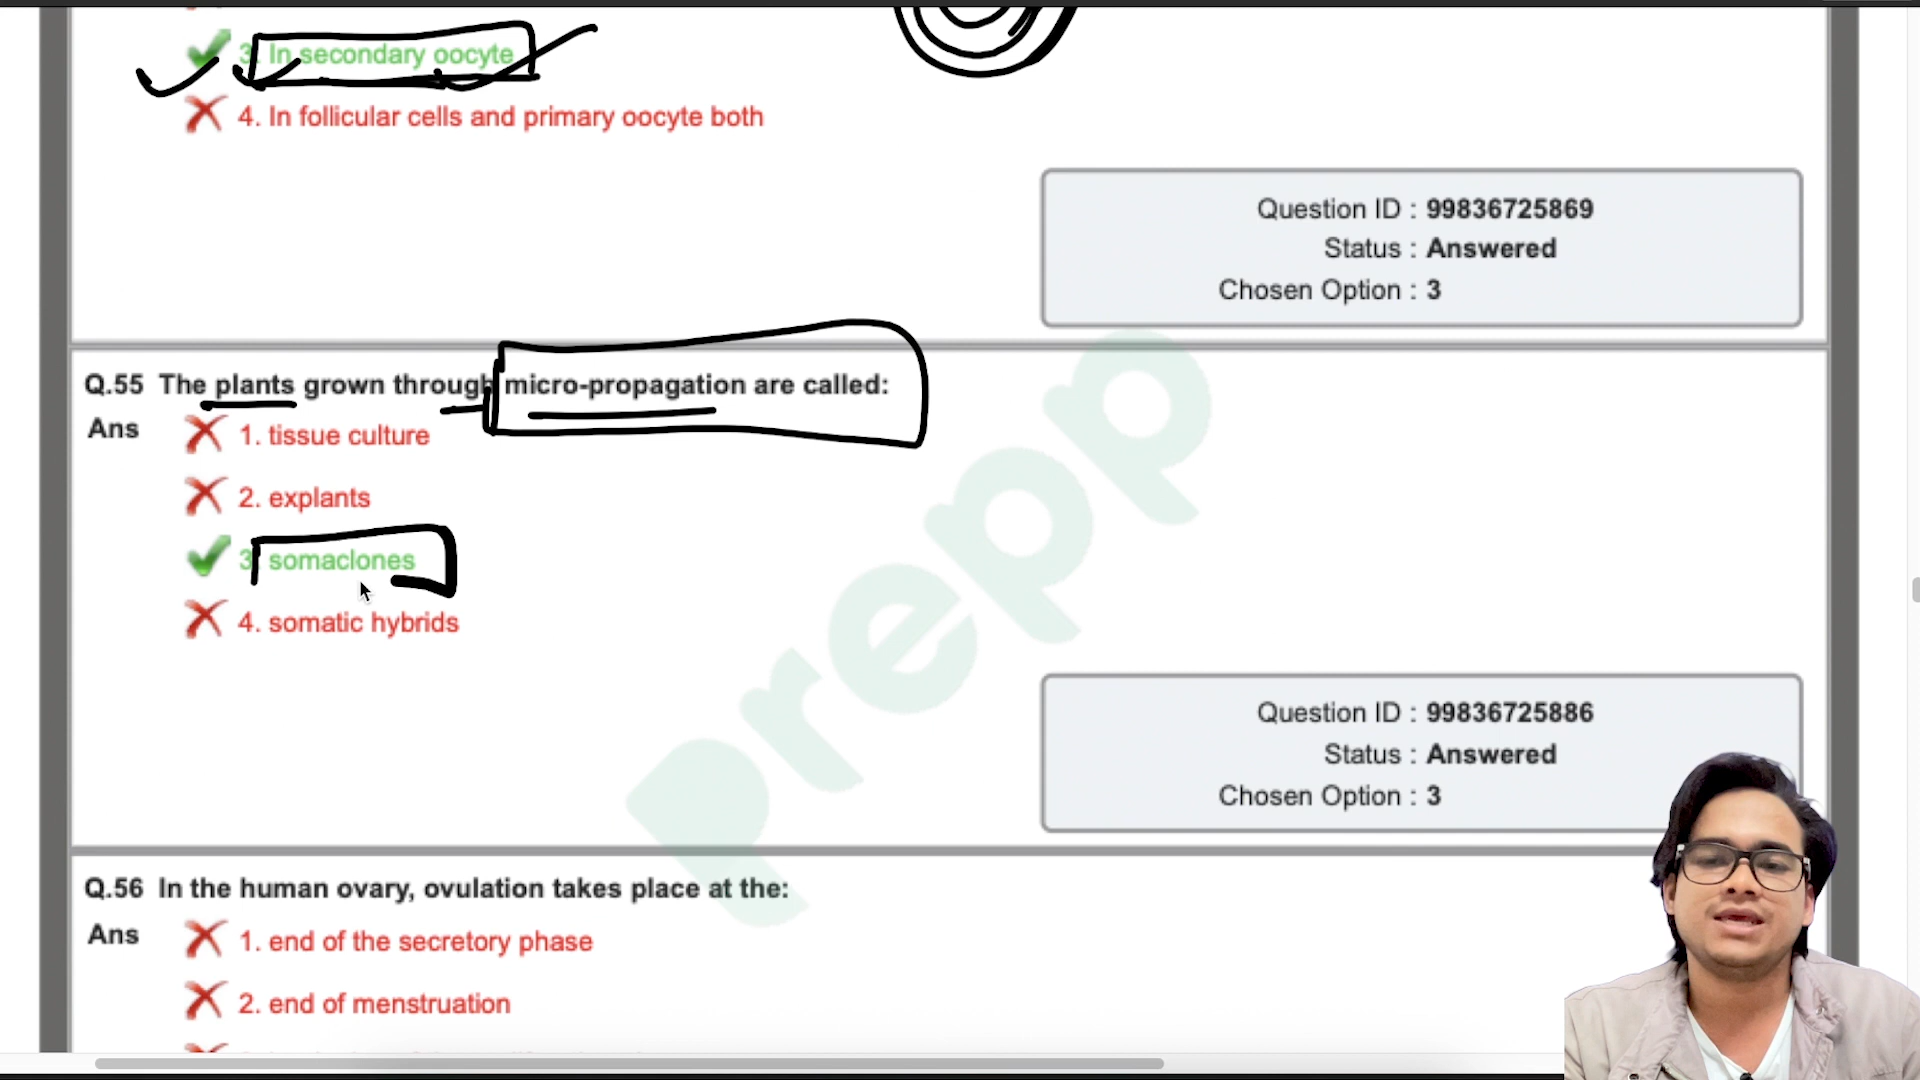 3. In secondary oocyte
4. In follicular cells and primary oocyte both
Question ID : 99836725869
Status : Answered
Chosen Option : 3
Q.55 The plants grown through micro-propagation are called:
Ans
1. tissue culture
2. explants
3. somaclones
4. somatic hybrids
prepp
Question ID : 99836725886
Status : Answered
Chosen Option : 3
Q.56 In the human ovary, ovulation takes place at the:
Ans
1. end of the secretory phase
2. end of menstruation